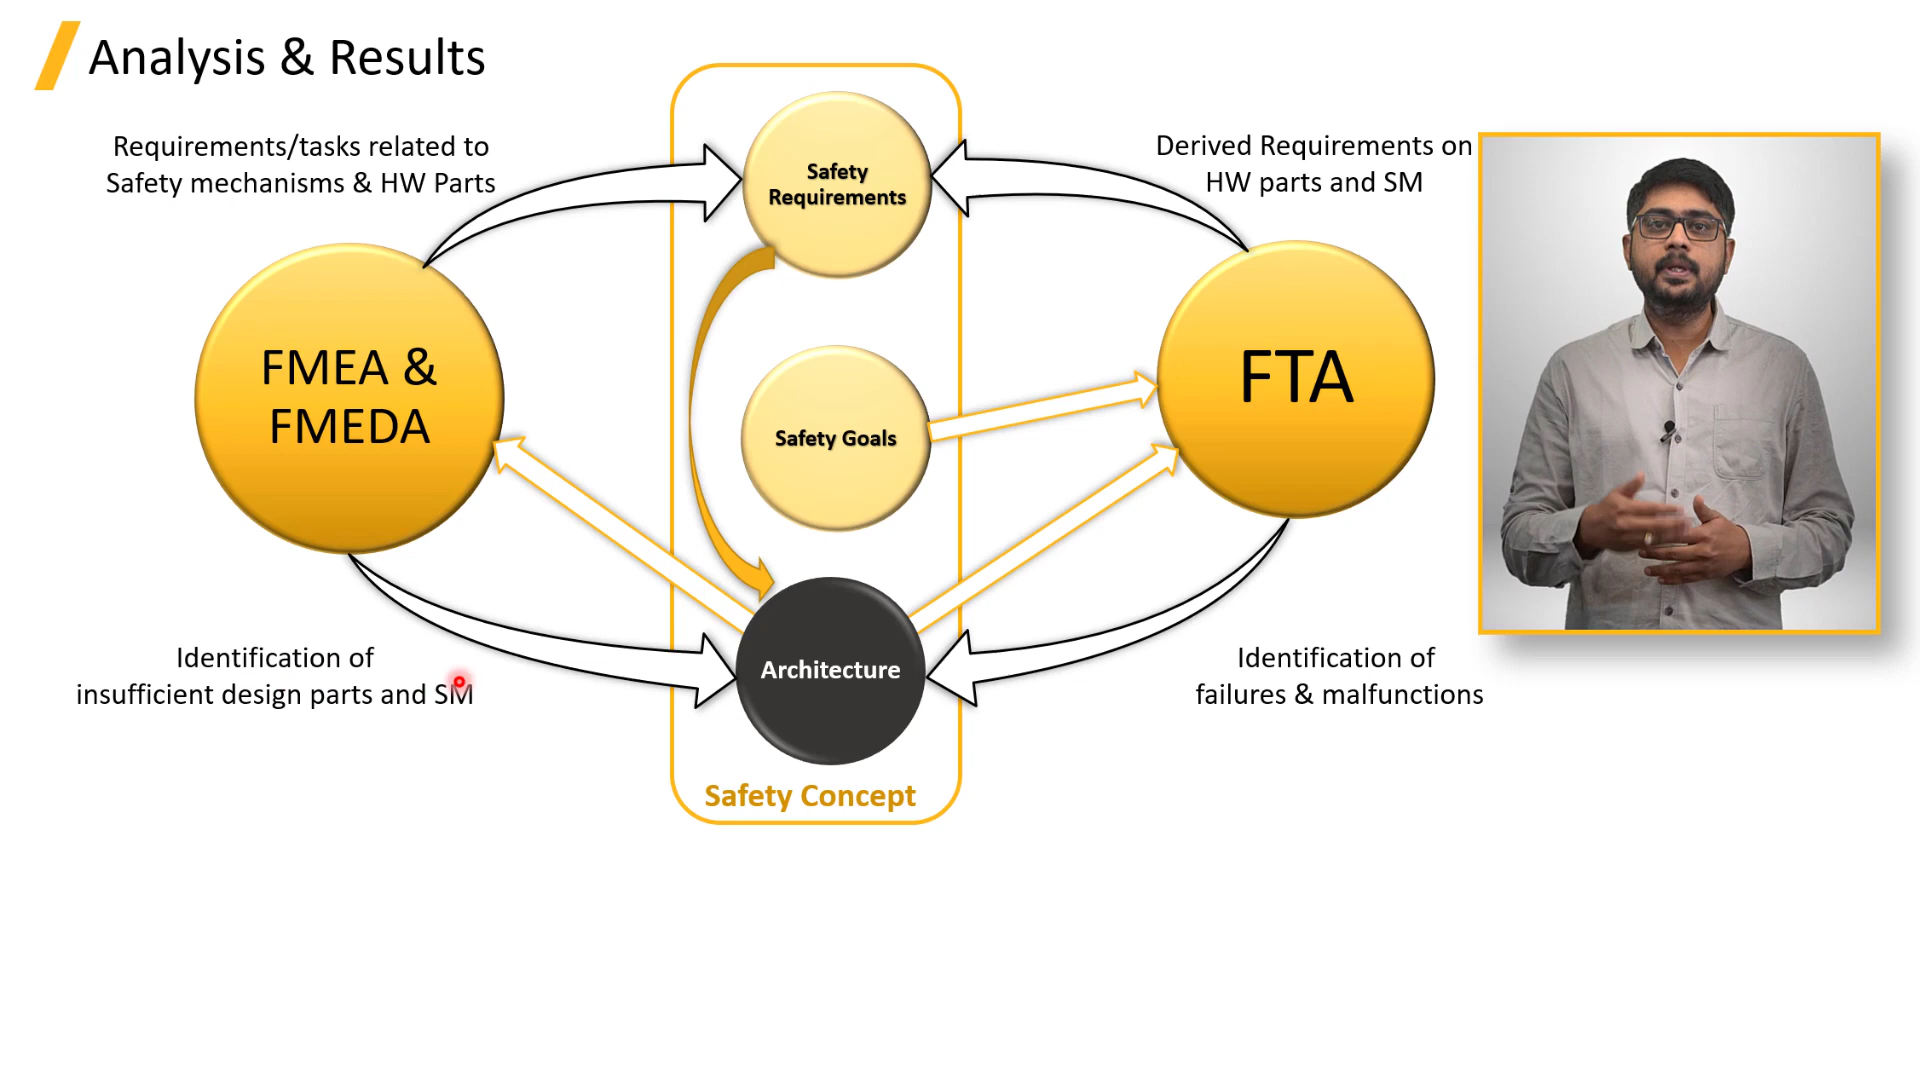 Analysis & Results
Requirements/tasks related to
Safety mechanisms & HW Parts
Safety
Requirements
Derived Requirements on
HW parts and SM
FMEA &
FMEDA
Safety Goals
FTA
Identification of
insufficient design parts and SM
Architecture
Identification of
failures & malfunctions
Safety Concept